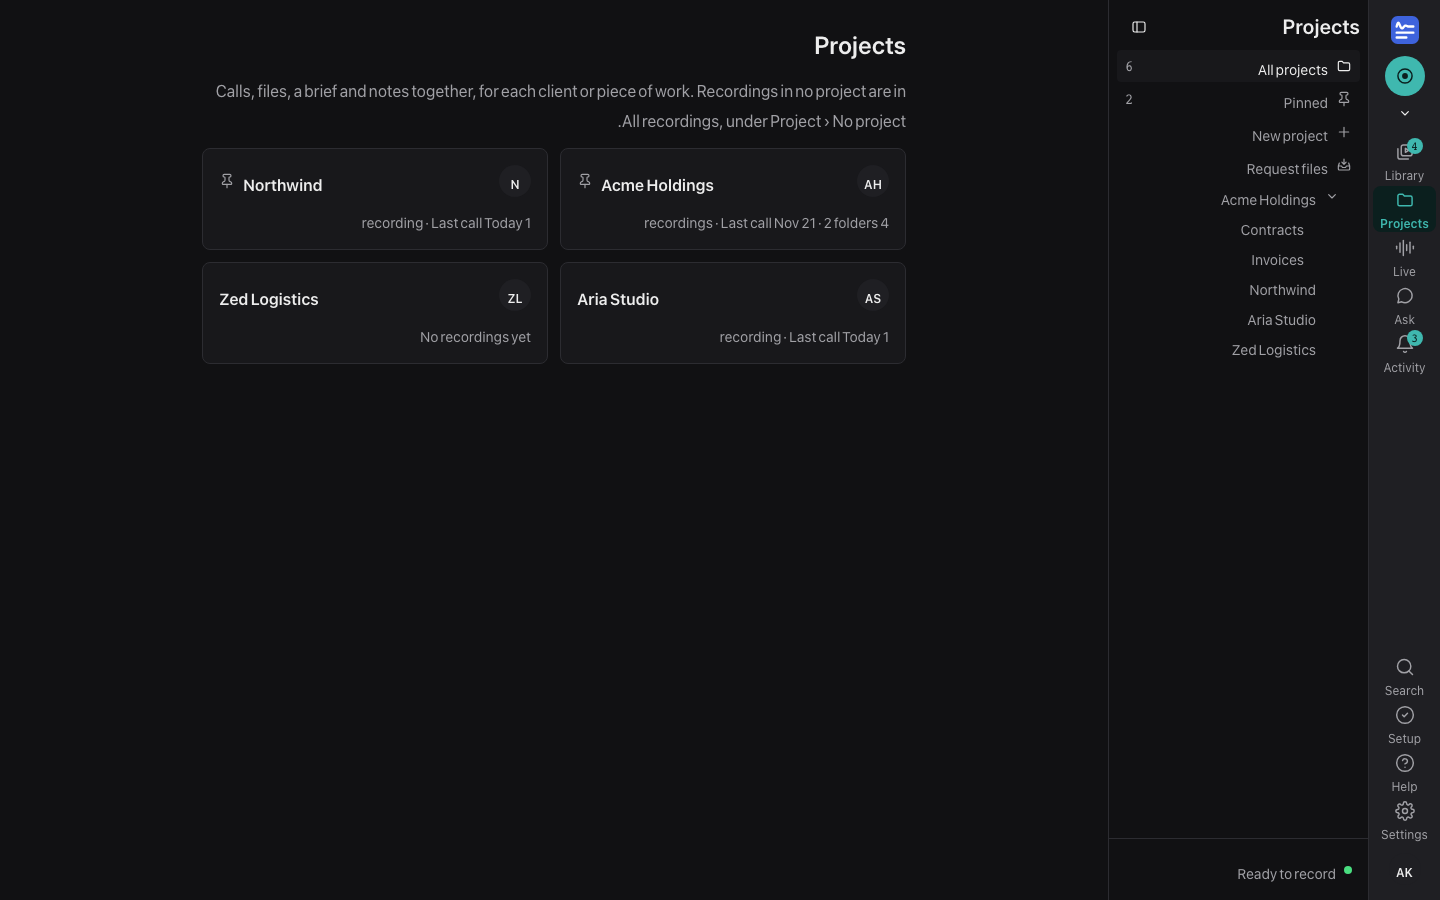 4
Library
Projects
Live
Ask
3
Activity
Search
Setup
Help
Settings
AK
Projects
All projects 6
Pinned 2
New project
Request files
Acme Holdings
Contracts
Invoices
Northwind
Aria Studio
Zed Logistics
Ready to record
Projects
Calls, files, a brief and notes together, for each client or piece of work. Recordings in no project are in
.All recordings, under Project › No project
AH Acme Holdings
recordings · Last call Nov 21 · 2 folders 4
N Northwind
recording · Last call Today 1
AS Aria Studio
recording · Last call Today 1
ZL Zed Logistics
No recordings yet